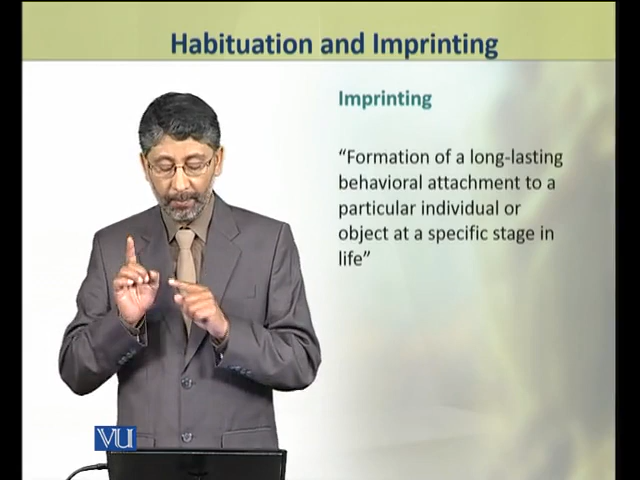 Habituation and Imprinting
Imprinting
“Formation of a long-lasting
behavioral attachment to a
particular individual or
object at a specific stage in
life”
VU